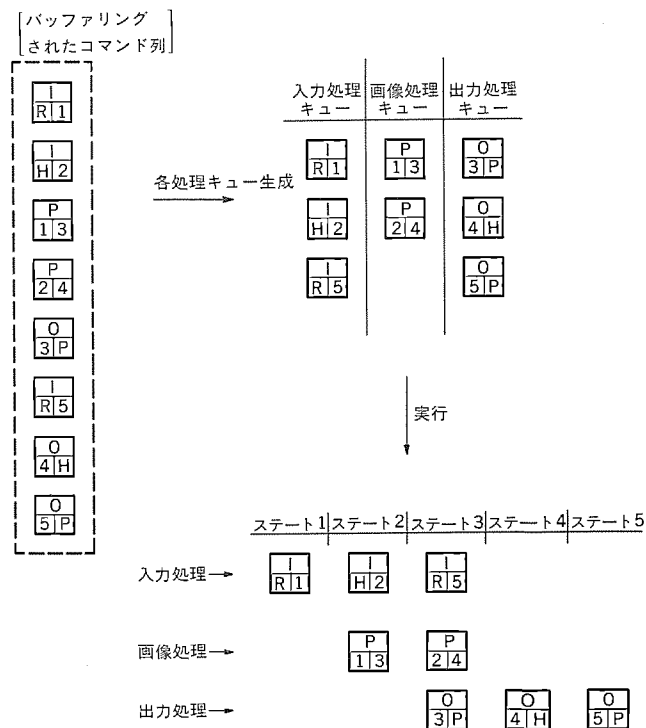 バッファリング
されたコマンド列
I
R 1
I
H 2
P
1 3
P
2 4
O
3 P
I
R 5
O
4 H
O
5 P
各処理キュー生成
入力処理キュー
画像処理キュー
出力処理キュー
I
R 1
P
1 3
O
3 P
I
H 2
P
2 4
O
4 H
I
R 5
O
5 P
実行
ステート1 ステート2 ステート3 ステート4 ステート5
入力処理
I
R 1
I
H 2
I
R 5
画像処理
P
1 3
P
2 4
出力処理
O
3 P
O
4 H
O
5 P